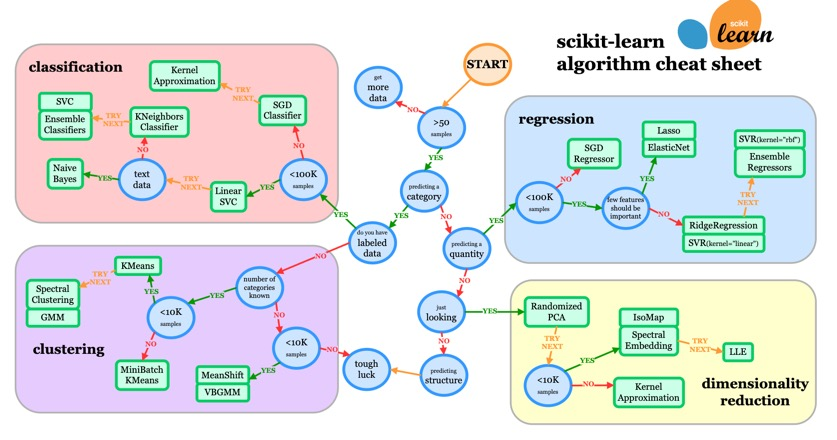 scikit
learn
scikit-learn
algorithm cheat sheet
classification
Kernel
Approximation
TRY
NEXT
SGD
Classifier
NO
SVC
Ensemble
Classifiers
TRY
NEXT
KNeighbors
Classifier
NO
Naive
Bayes
YES
text
data
TRY
NEXT
Linear
SVC
YES
<100K
samples
YES
START
get
more
data
NO
>50
samples
YES
predicting a
category
YES
NO
do you have
labeled
data
NO
predicting a
quantity
YES
NO
just
looking
YES
NO
predicting
structure
tough
luck
regression
SGD
Regressor
NO
<100K
samples
YES
few features
should be
important
YES
Lasso
ElasticNet
NO
RidgeRegression
SVR(kernel="linear")
TRY
NEXT
SVR(kernel="rbf")
Ensemble
Regressors
clustering
KMeans
TRY
NEXT
Spectral
Clustering
GMM
YES
<10K
samples
NO
MiniBatch
KMeans
YES
number of
categories
known
NO
<10K
samples
NO
YES
MeanShift
VBGMM
dimensionality
reduction
Randomized
PCA
TRY
NEXT
<10K
samples
YES
IsoMap
Spectral
Embedding
TRY
NEXT
LLE
NO
Kernel
Approximation